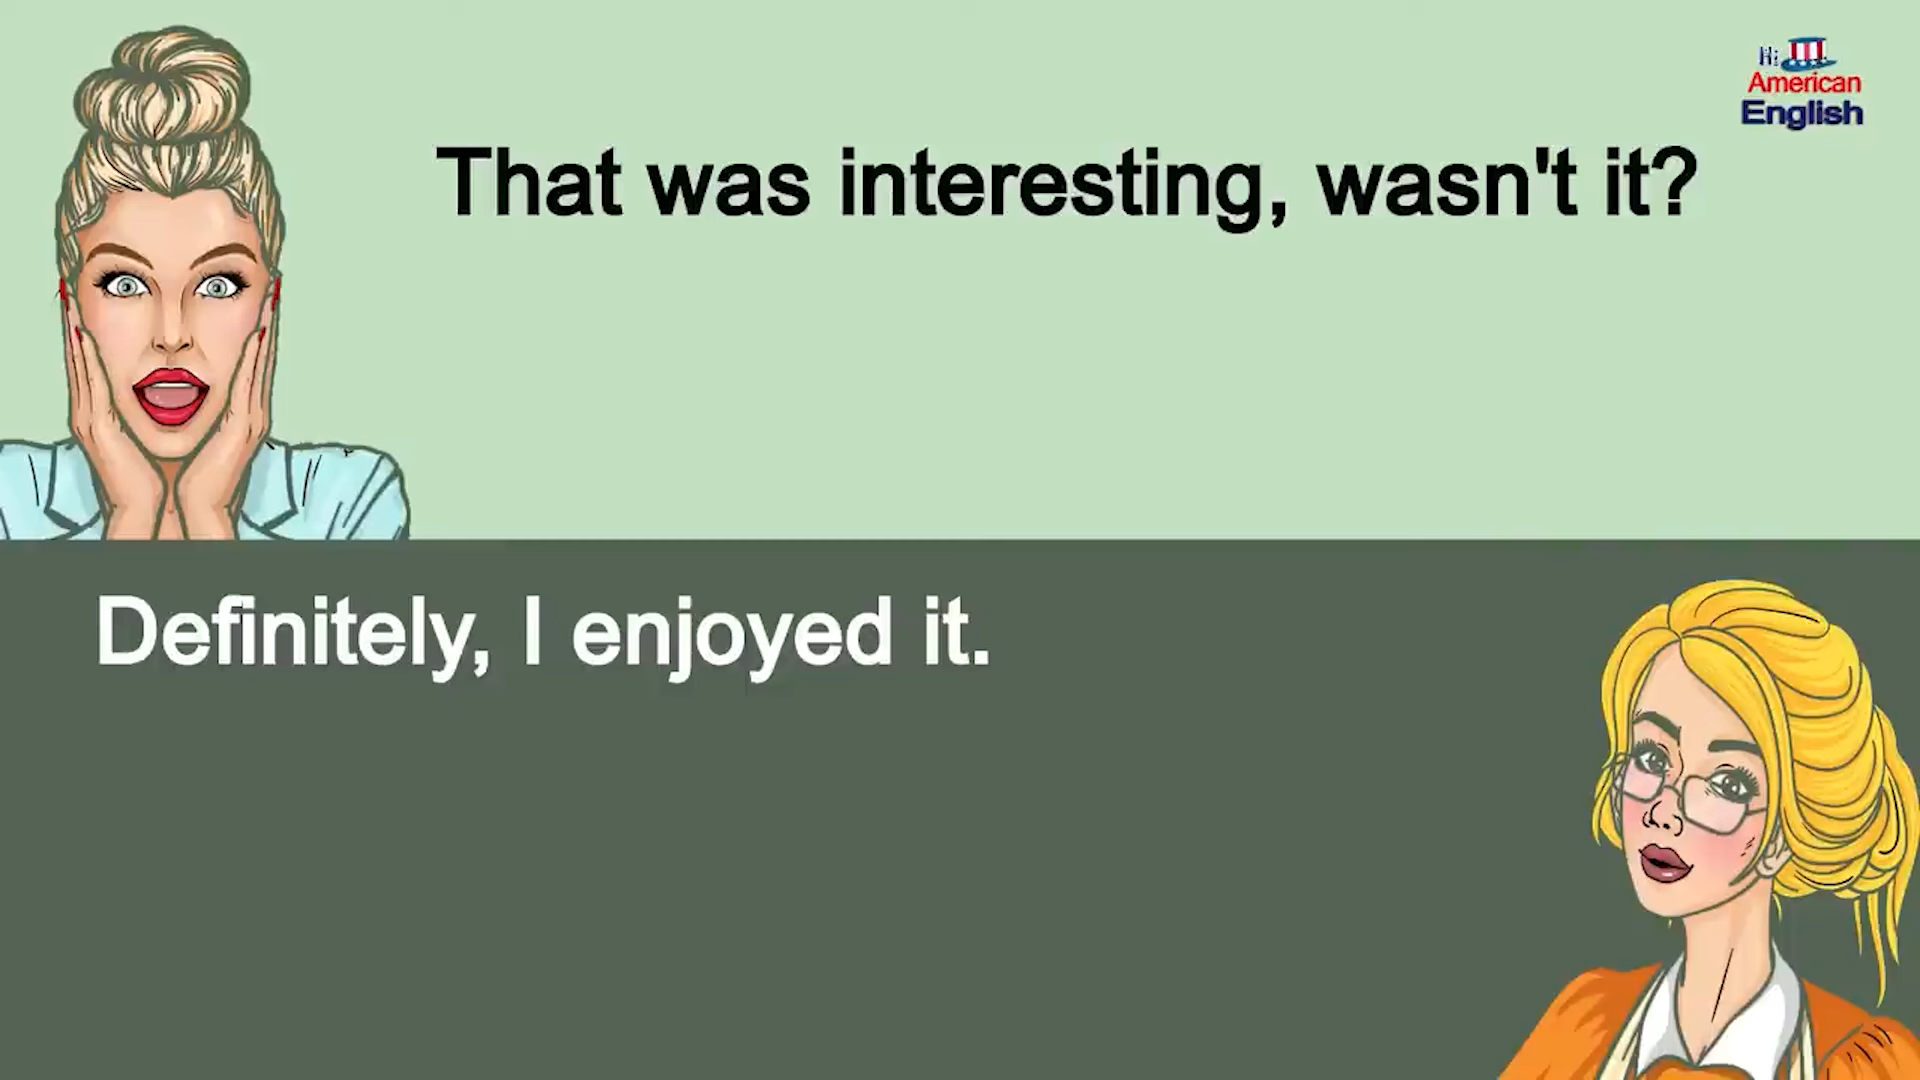 Hi
American
English
That was interesting, wasn't it?
Definitely, I enjoyed it.